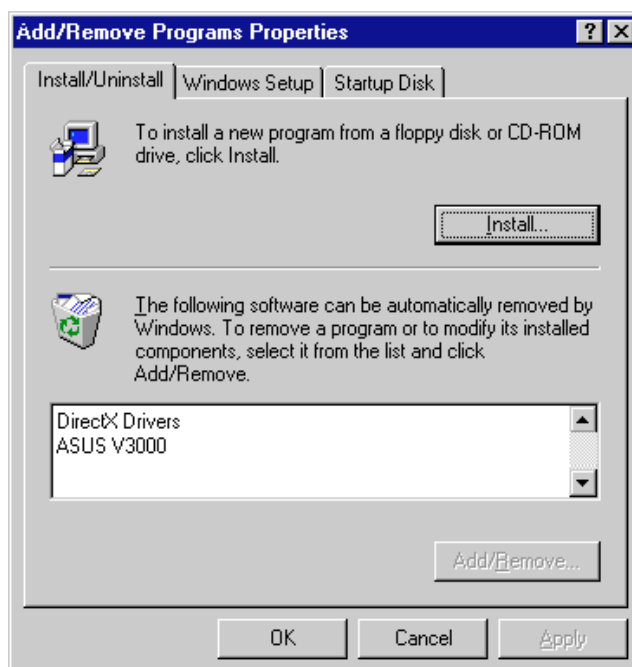 Add/Remove Programs Properties
Install/Uninstall
Windows Setup
Startup Disk
To install a new program from a floppy disk or CD-ROM
drive, click Install.
Install...
The following software can be automatically removed by
Windows. To remove a program or to modify its installed
components, select it from the list and click
Add/Remove.
DirectX Drivers
ASUS V3000
Add/Remove...
OK
Cancel
Apply